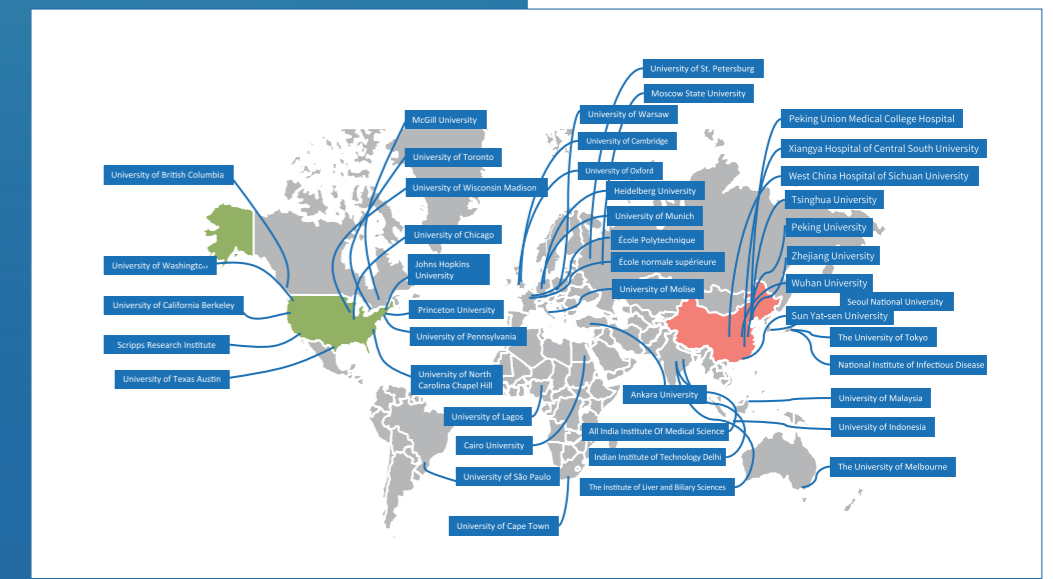 University of St. Petersburg
Moscow State University
University of Warsaw
McGill University
Peking Union Medical College Hospital
University of Cambridge
Xiangya Hospital of Central South University
University of Toronto
University of British Columbia
University of Oxford
West China Hospital of Sichuan University
University of Wisconsin Madison
Heidelberg University
Tsinghua University
University of Munich
Peking University
University of Chicago
École Polytechnique
Zhejiang University
École normale supérieure
University of
Johns Hopkins
University
Wuhan University
University of Molise
Seoul National University
University of California Berkeley
Princeton University
Sun Yat-sen University
University of Pennsylvania
The University of Tokyo
Scripps Research Institute
National Institute of Infectious Disease
University of Texas Austin
University of North
Carolina Chapel Hill
Ankara University
University of Malaysia
University of Lagos
All India Institute Of Medical Science
University of Indonesia
Cairo University
Indian Institute of Technology Delhi
The University of Melbourne
University of São Paulo
The Institute of Liver and Biliary Sciences
University of Cape Town